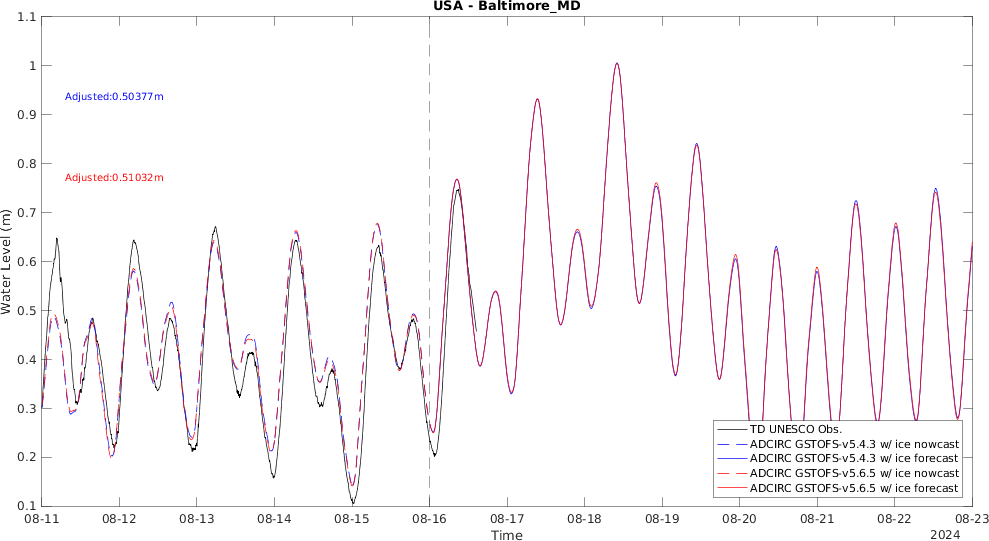 USA - Baltimore_MD
1.1
1
0.9
0.8
0.7
0.6
0.5
0.4
0.3
0.2
0.1
Water Level (m)
Adjusted:0.50377m
Adjusted:0.51032m
TD UNESCO Obs.
ADCIRC GSTOFS-v5.4.3 w/ ice nowcast
ADCIRC GSTOFS-v5.4.3 w/ ice forecast
ADCIRC GSTOFS-v5.6.5 w/ ice nowcast
ADCIRC GSTOFS-v5.6.5 w/ ice forecast
08-11 08-12 08-13 08-14 08-15 08-16 08-17 08-18 08-19 08-20 08-21 08-22 08-23
Time
2024